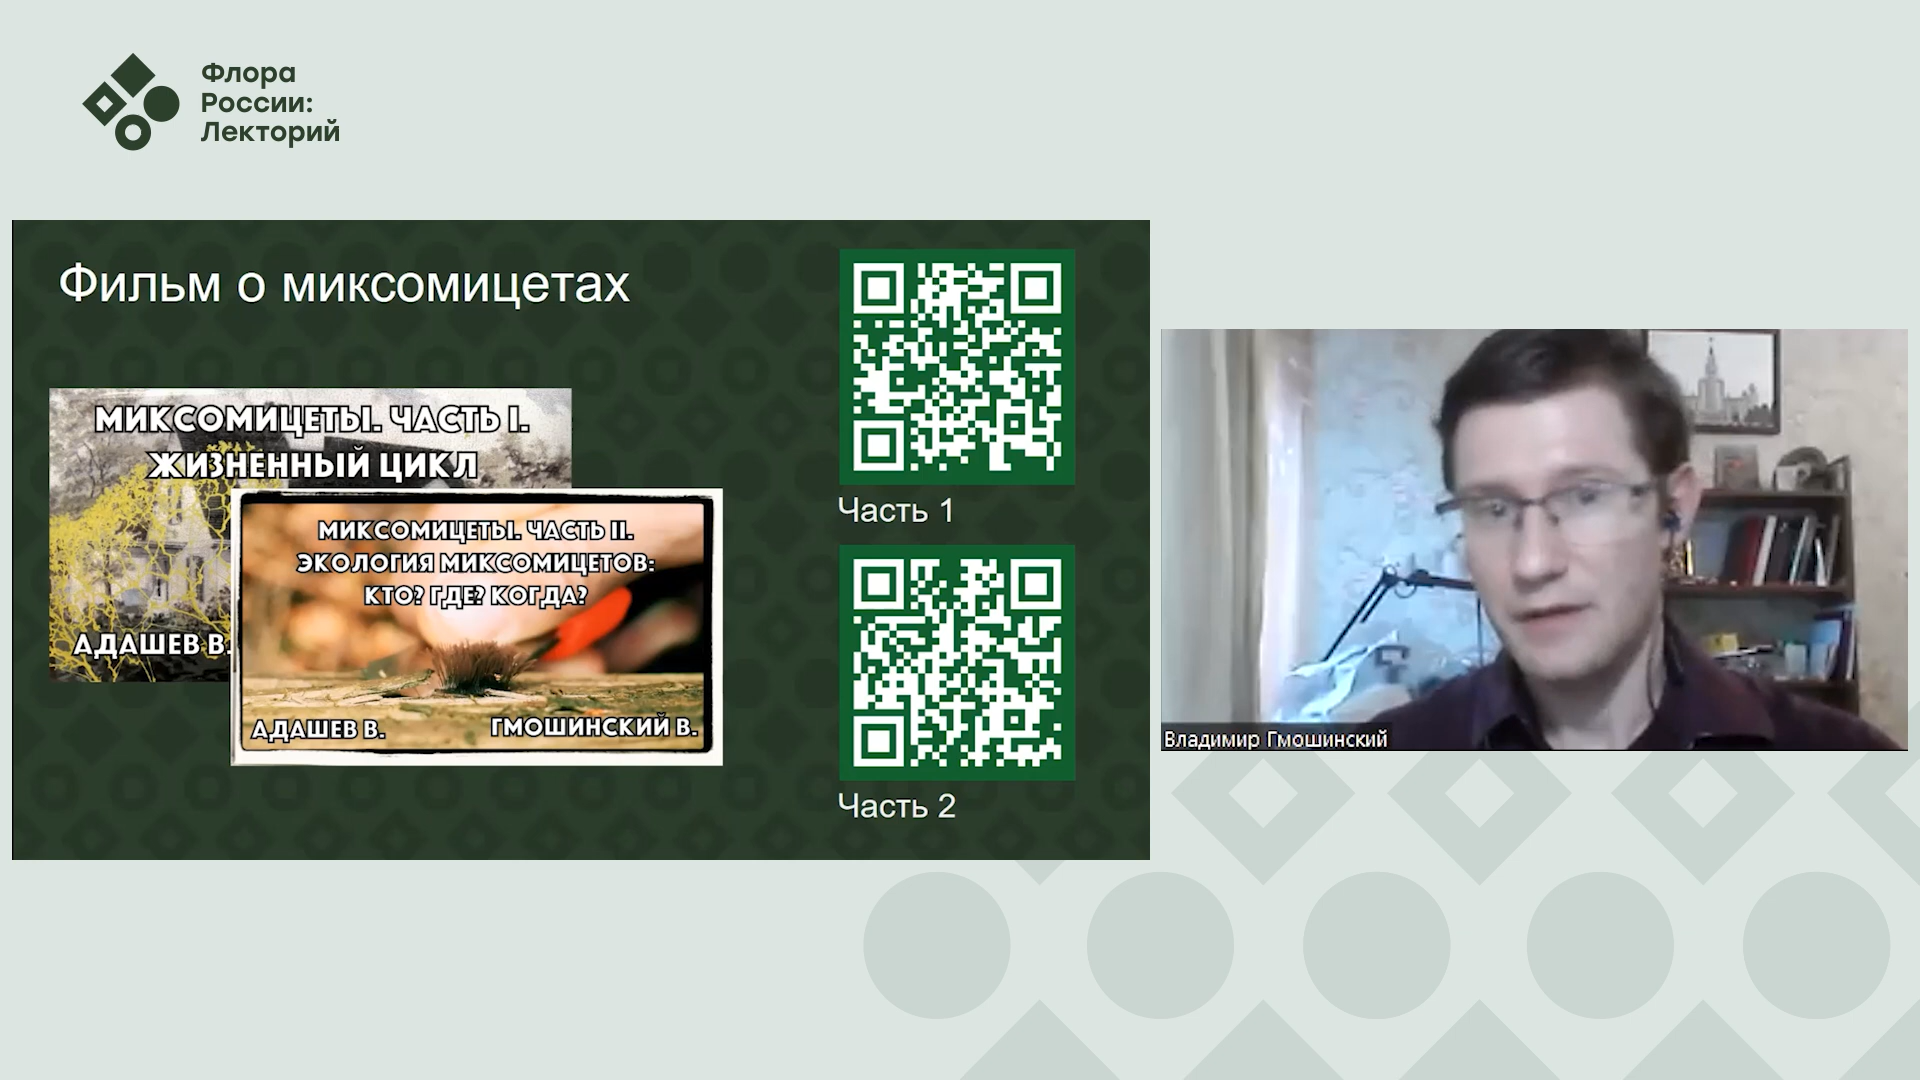 Флора
России:
Лекторий
Фильм о миксомицетах
МИКСОМИЦЕТЫ. ЧАСТЬ I.
ЖИЗНЕННЫЙ ЦИКЛ
АДАШЕВ В.
МИКСОМИЦЕТЫ. ЧАСТЬ II.
ЭКОЛОГИЯ МИКСОМИЦЕТОВ:
КТО? ГДЕ? КОГДА?
АДАШЕВ В.
ГМОШИНСКИЙ В.
Часть 1
Часть 2
Владимир Гмошинский